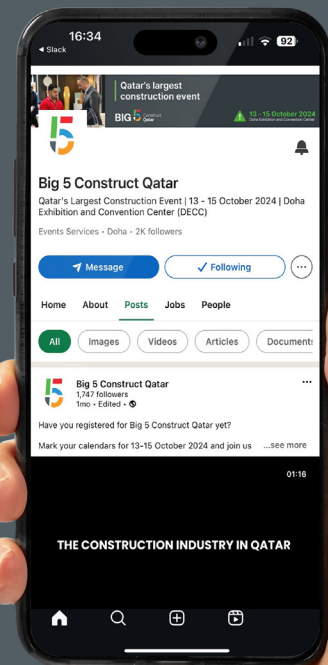 16:34
92
◀ Slack
Qatar's largest
construction event
BIG 5 Construct
Qatar
13 - 15 October 2024
Doha Exhibition and Convention Center
5
Big 5 Construct Qatar
Qatar's Largest Construction Event | 13 - 15 October 2024 | Doha
Exhibition and Convention Center (DECC)
Events Services • Doha • 2K followers
Message
Following
Home About Posts Jobs People
All Images Videos Articles Documents
5
Big 5 Construct Qatar
1,747 followers
1mo • Edited •
Have you registered for Big 5 Construct Qatar yet?
Mark your calendars for 13-15 October 2024 and join us ...see more
01:16
THE CONSTRUCTION INDUSTRY IN QATAR